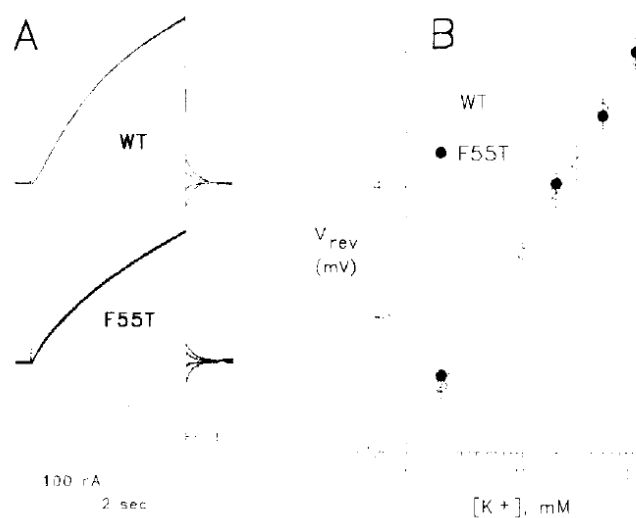 A
B
WT
WT
F55T
V rev
(mV)
F55T
100 nA
2 sec
[K+], mM